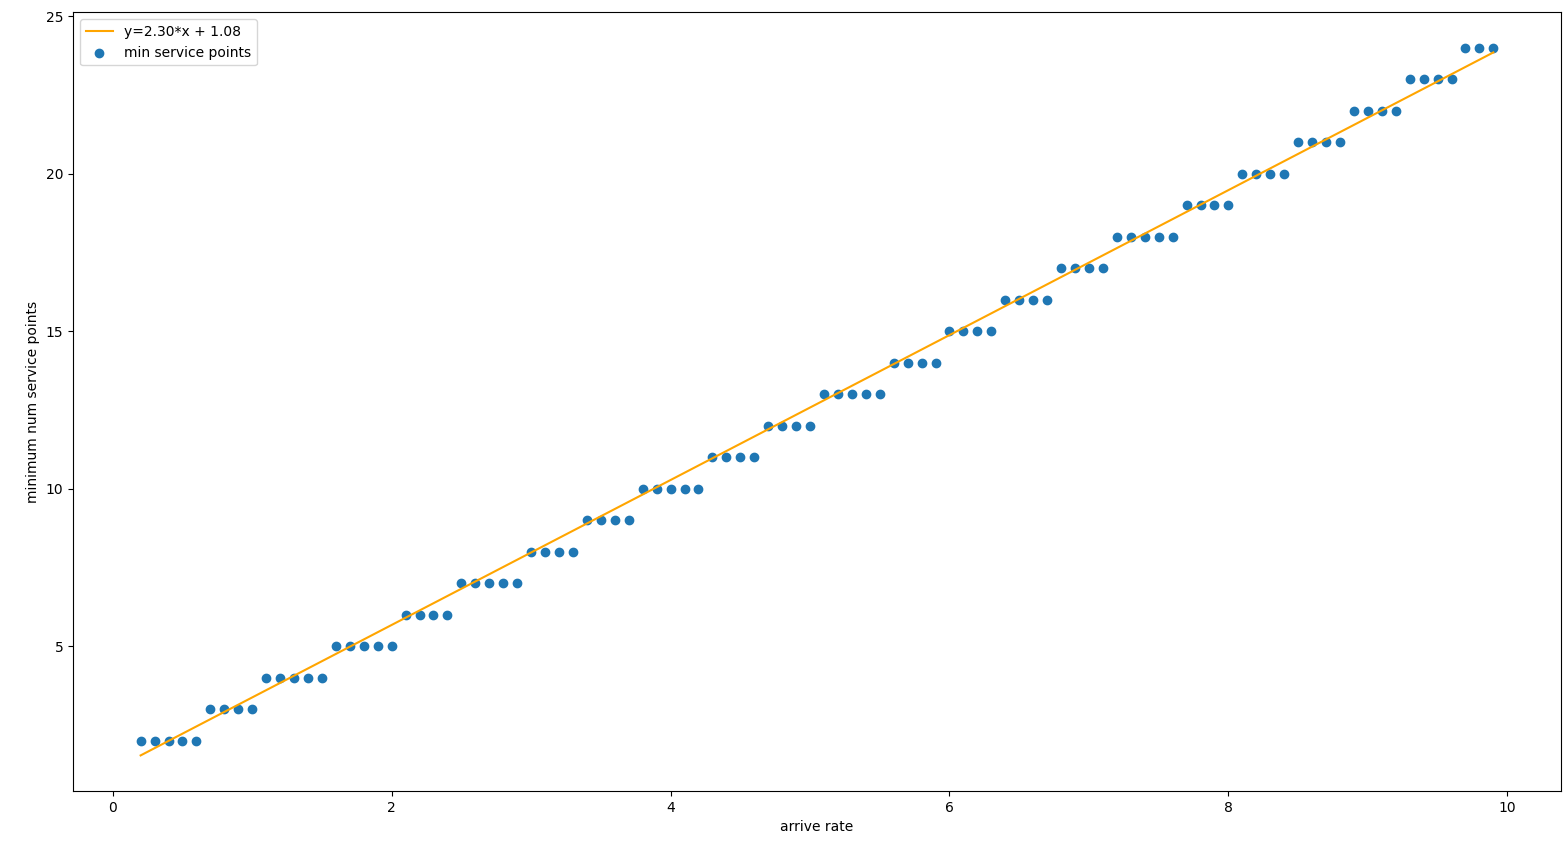 y=2.30*x + 1.08
min service points
25
20
15
10
5
minimum num service points
0
2
4
6
8
10
arrive rate